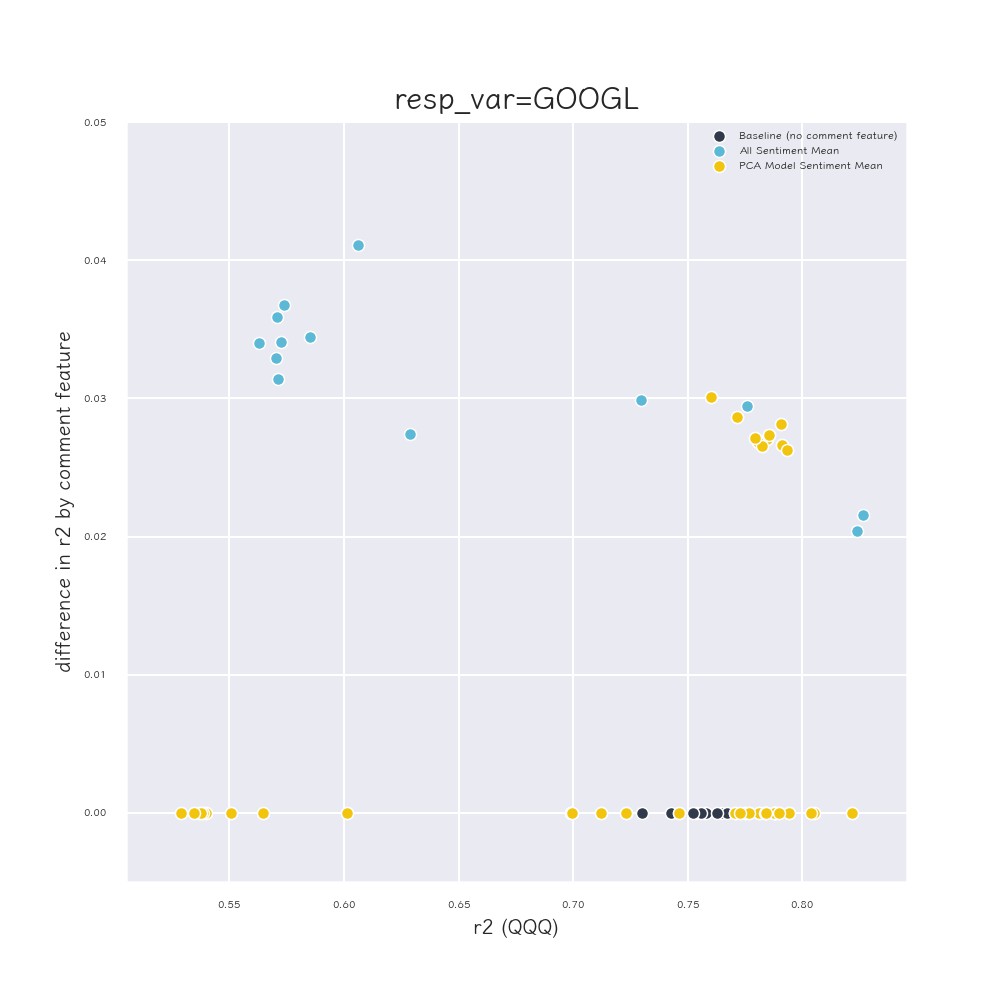 resp_var=GOOGL
0.05
Baseline (no comment feature)
All Sentiment Mean
PCA Model Sentiment Mean
0.04
0.03
0.02
0.01
0.00
difference in r2 by comment feature
0.55 0.60 0.65 0.70 0.75 0.80
r2 (QQQ)